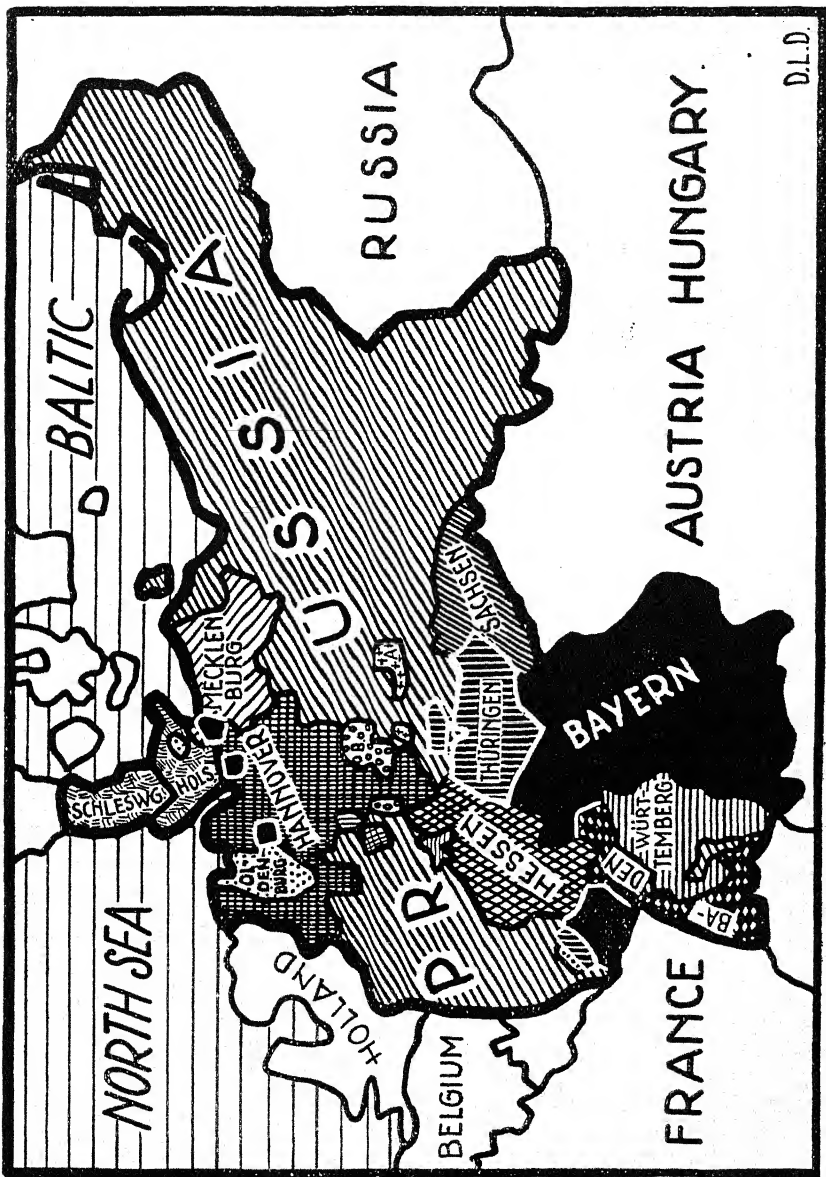 NORTH SEA
BALTIC
SCHLESWG.
HOLS.
MECKLEN
BURG
HOLLAND
OL
DEN
BURG
HANNOVER
B.
A
PRUSSIA
RUSSIA
BELGIUM
HESSEN
THÜRINGEN
SACHSEN
FRANCE
BA-
DEN
WÜRT
TEMBERG
BAYERN
AUSTRIA HUNGARY.
D.L.D.